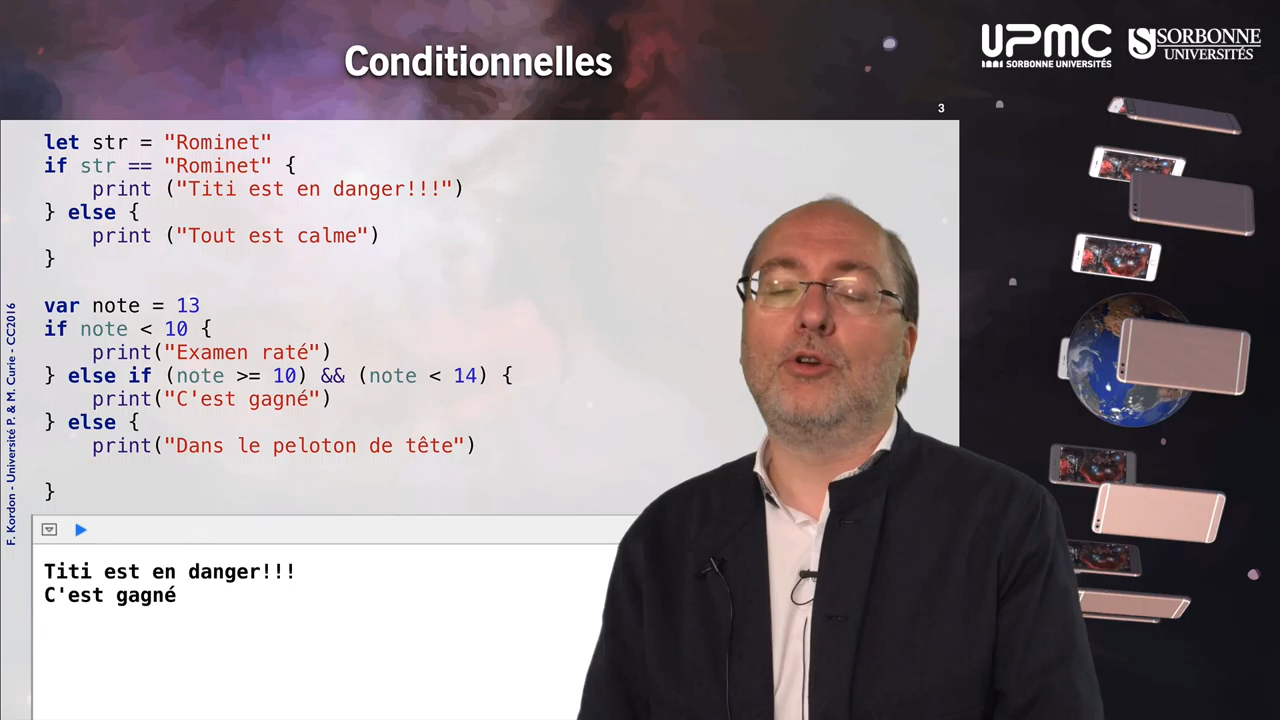 Conditionnelles
UPMC
SORBONNE UNIVERSITÉS
SORBONNE
UNIVERSITÉS
3
let str = "Rominet"
if str == "Rominet" {
    print ("Titi est en danger!!!")
} else {
    print ("Tout est calme")
}
var note = 13
if note < 10 {
    print("Examen raté")
} else if (note >= 10) && (note < 14) {
    print("C'est gagné")
} else {
    print("Dans le peloton de tête")
}
F. Kordon - Université P. & M. Curie - CC2016
Titi est en danger!!!
C'est gagné